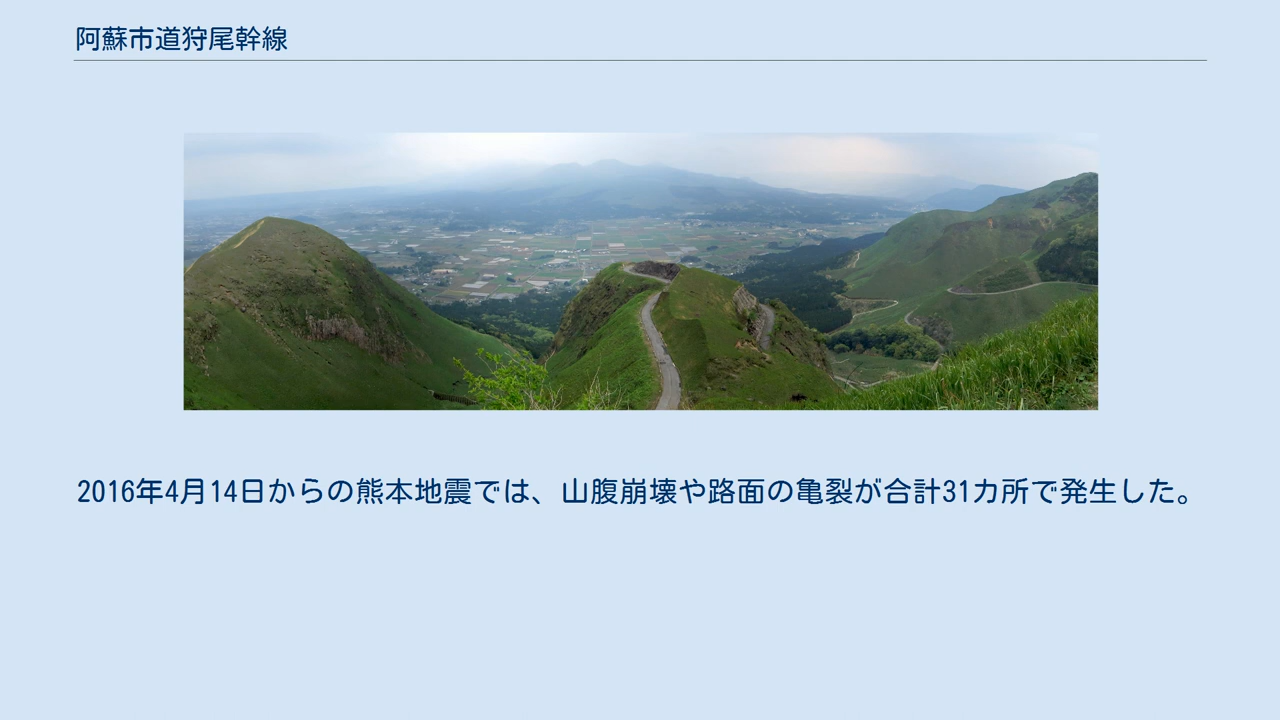 阿蘇市道狩尾幹線
2016年4月14日からの熊本地震では、山腹崩壊や路面の亀裂が合計31カ所で発生した。